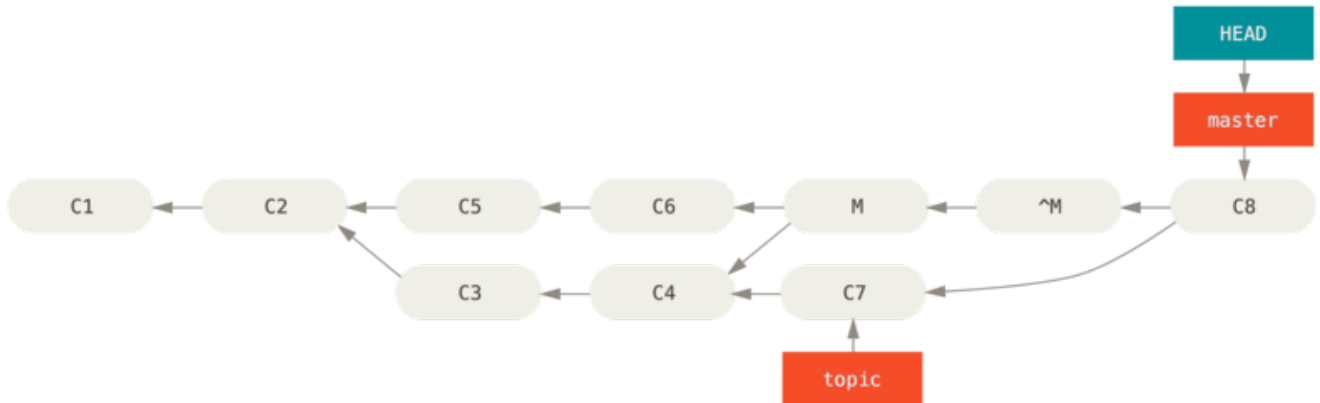 HEAD
master
C1 C2 C5 C6 M ^M C8
C3 C4 C7
topic